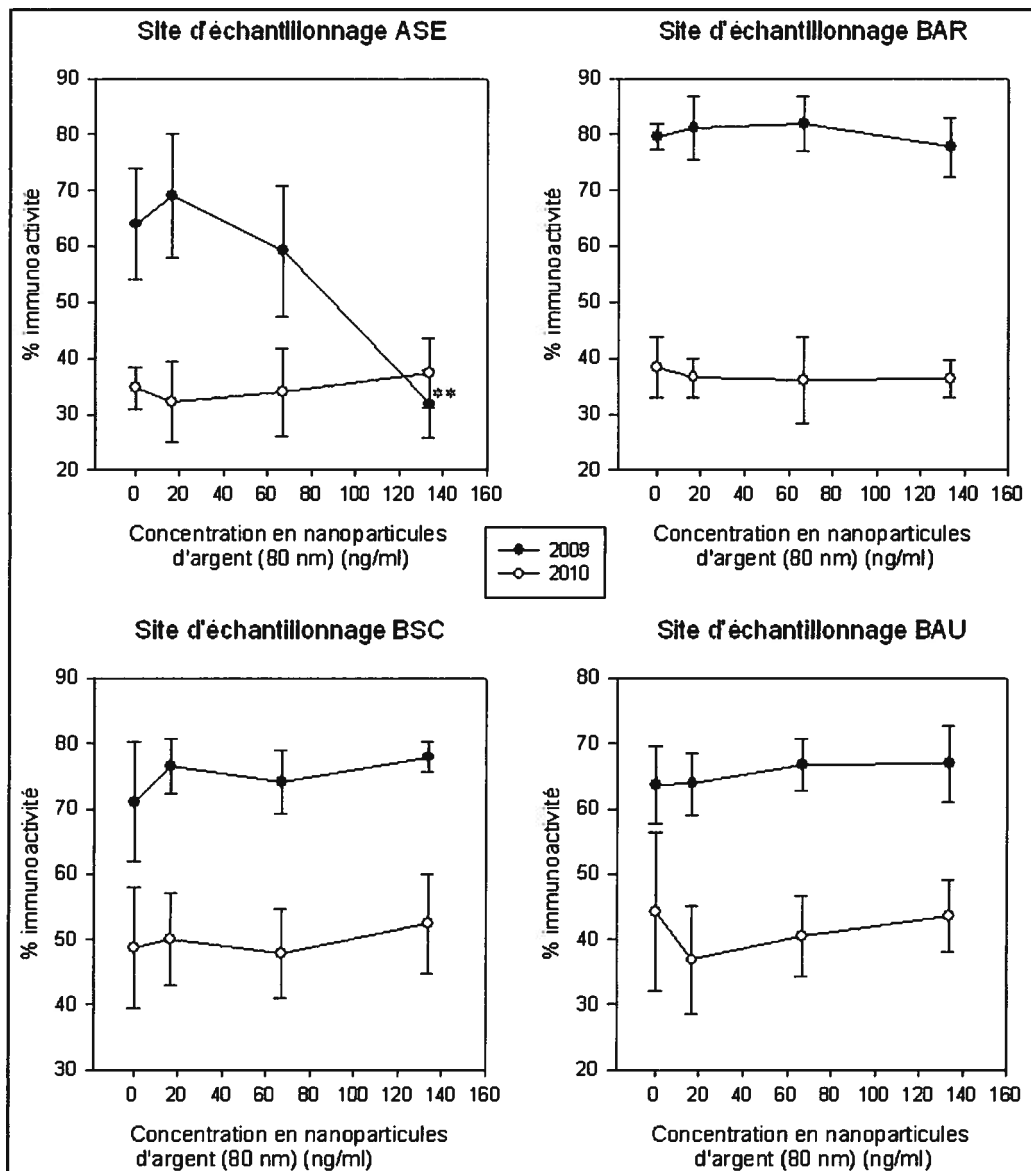 Site d'échantillonnage ASE
90
80
70
60
50
40
30
20
% immunoactivité
**
0 20 40 60 80 100 120 140 160
Concentration en nanoparticules
d'argent (80 nm) (ng/ml)
Site d'échantillonnage BAR
90
80
70
60
50
40
30
20
% immunoactivité
0 20 40 60 80 100 120 140 160
Concentration en nanoparticules
d'argent (80 nm) (ng/ml)
2009
2010
Site d'échantillonnage BSC
90
80
70
60
50
40
30
% immunoactivité
0 20 40 60 80 100 120 140 160
Concentration en nanoparticules
d'argent (80 nm) (ng/ml)
Site d'échantillonnage BAU
80
70
60
50
40
30
20
% immunoactivité
0 20 40 60 80 100 120 140 160
Concentration en nanoparticules
d'argent (80 nm) (ng/ml)